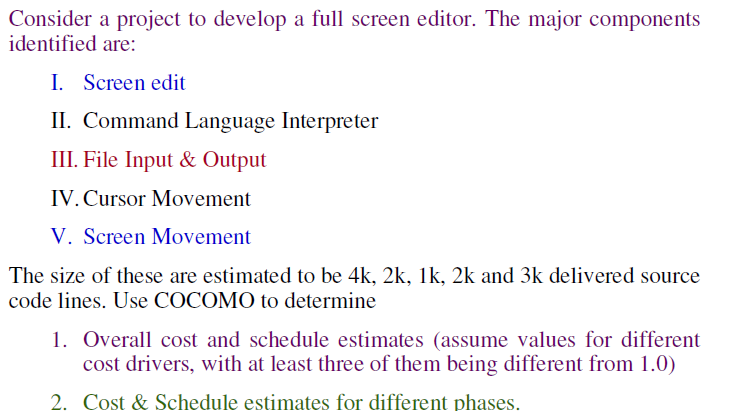 Consider a project to develop a full screen editor. The major components
identified are:
I. Screen edit
II. Command Language Interpreter
III. File Input & Output
IV. Cursor Movement
V. Screen Movement
The size of these are estimated to be 4k, 2k, 1k, 2k and 3k delivered source
code lines. Use COCOMO to determine
1. Overall cost and schedule estimates (assume values for different
cost drivers, with at least three of them being different from 1.0)
2. Cost & Schedule estimates for different phases.